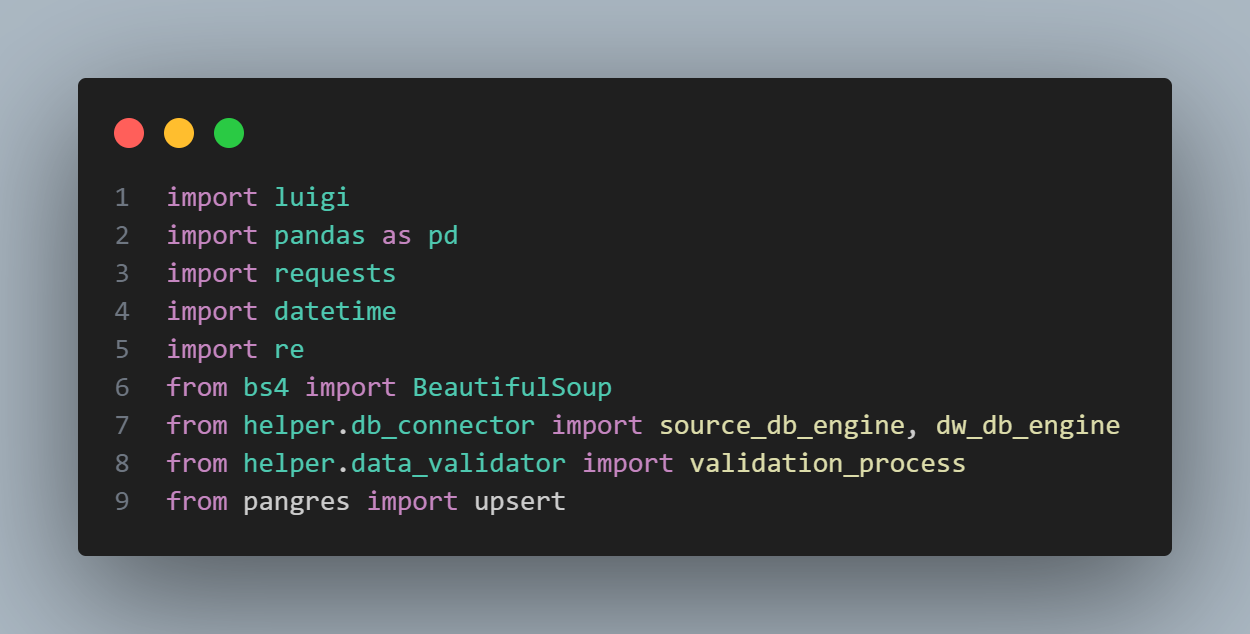 1 import luigi
2 import pandas as pd
3 import requests
4 import datetime
5 import re
6 from bs4 import BeautifulSoup
7 from helper.db_connector import source_db_engine, dw_db_engine
8 from helper.data_validator import validation_process
9 from pangres import upsert